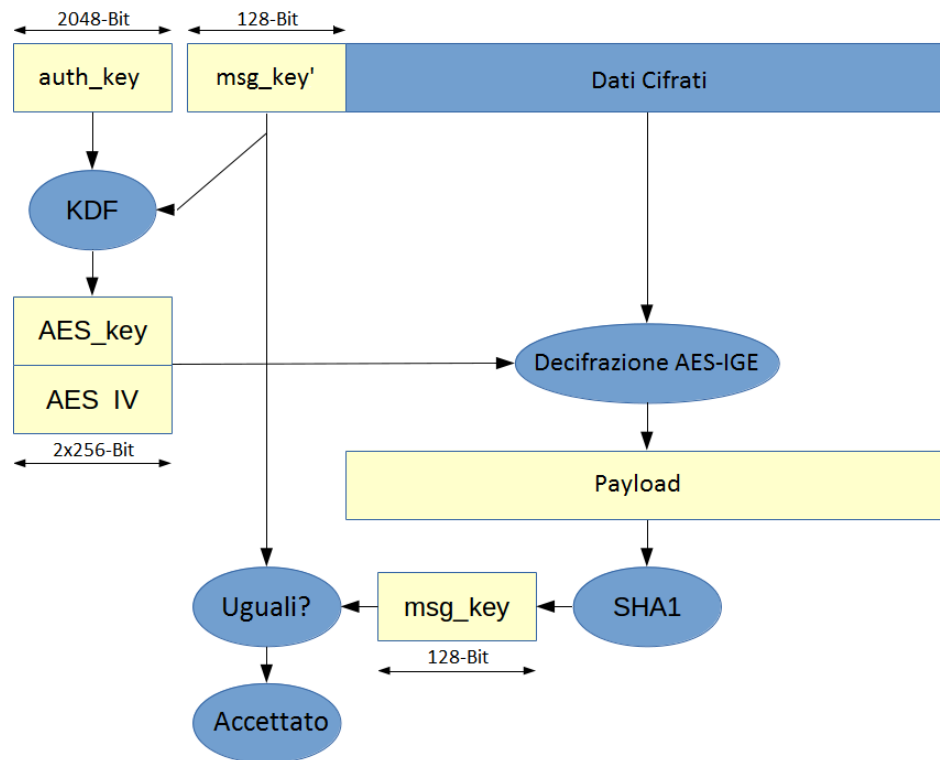 2048-Bit
128-Bit
auth_key
msg_key'
Dati Cifrati
KDF
AES_key
AES IV
2x256-Bit
Decifrazione AES-IGE
Payload
Uguali?
msg_key
SHA1
128-Bit
Accettato